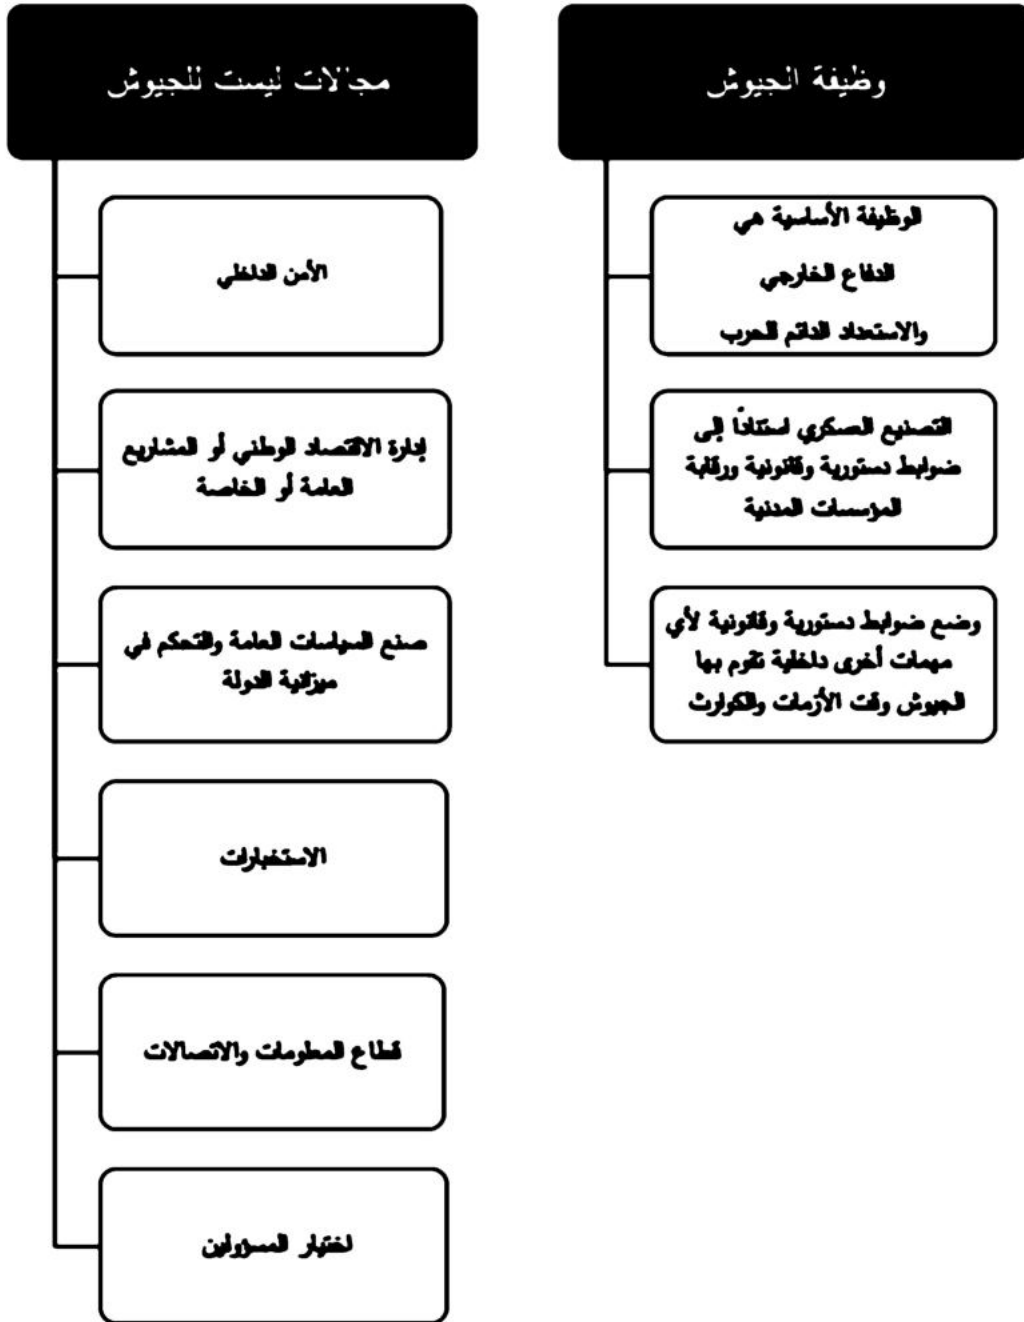 وظيفة الجيوش
الوظيفة الأساسية هي
الدفاع الخارجي
والاستعداد الدائم للحرب
التصنيع العسكري استناداً إلى
ضوابط دستورية وقانونية ورقابة
المؤسسات المدنية
وضع ضوابط دستورية وقانونية لأي
مهمات أخرى داخلية تقوم بها
الجيوش وقت الأزمات والكوارث
مجالات ليست للجيوش
الأمن الداخلي
إدارة الاقتصاد الوطني أو المشاريع
العامة أو الخاصة
صنع السياسات العامة والتحكم في
ميزانية الدولة
الاستخبارات
قطاع المعلومات والاتصالات
اختيار المسؤولين